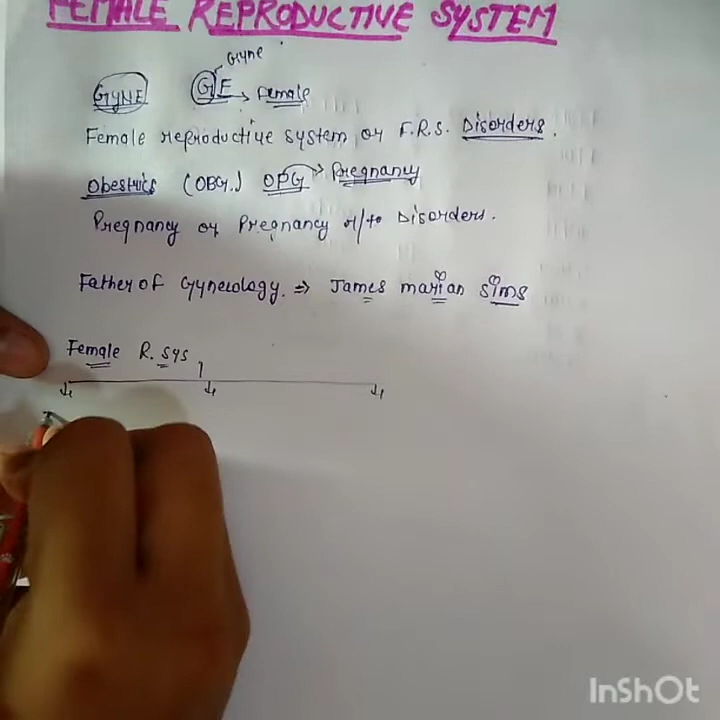 FEMALE REPRODUCTIVE SYSTEM
Gyne
GYNE GF → Female
Female reproductive system or F.R.S. Disorders.
Obestrics (OBG.) OPG → Pregnancy
Pregnancy or Pregnancy r/to Disorders.
Father of Gynecology. ⇒ James marian sims
Female R. sys
InShOt